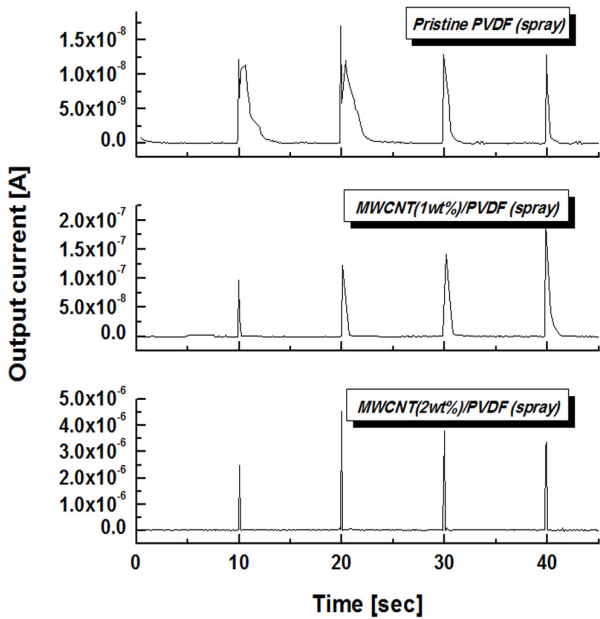 Pristine PVDF (spray)
1.5x10⁻⁸
1.0x10⁻⁸
5.0x10⁻⁹
0.0
MWCNT(1wt%)/PVDF (spray)
2.0x10⁻⁷
1.5x10⁻⁷
1.0x10⁻⁷
5.0x10⁻⁸
0.0
Output current [A]
MWCNT(2wt%)/PVDF (spray)
5.0x10⁻⁶
4.0x10⁻⁶
3.0x10⁻⁶
2.0x10⁻⁶
1.0x10⁻⁶
0.0
0 10 20 30 40
Time [sec]